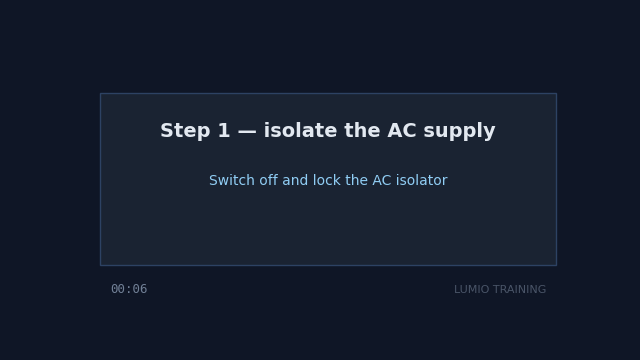 Step 1 — isolate the AC supply
Switch off and lock the AC isolator
00:06
LUMIO TRAINING